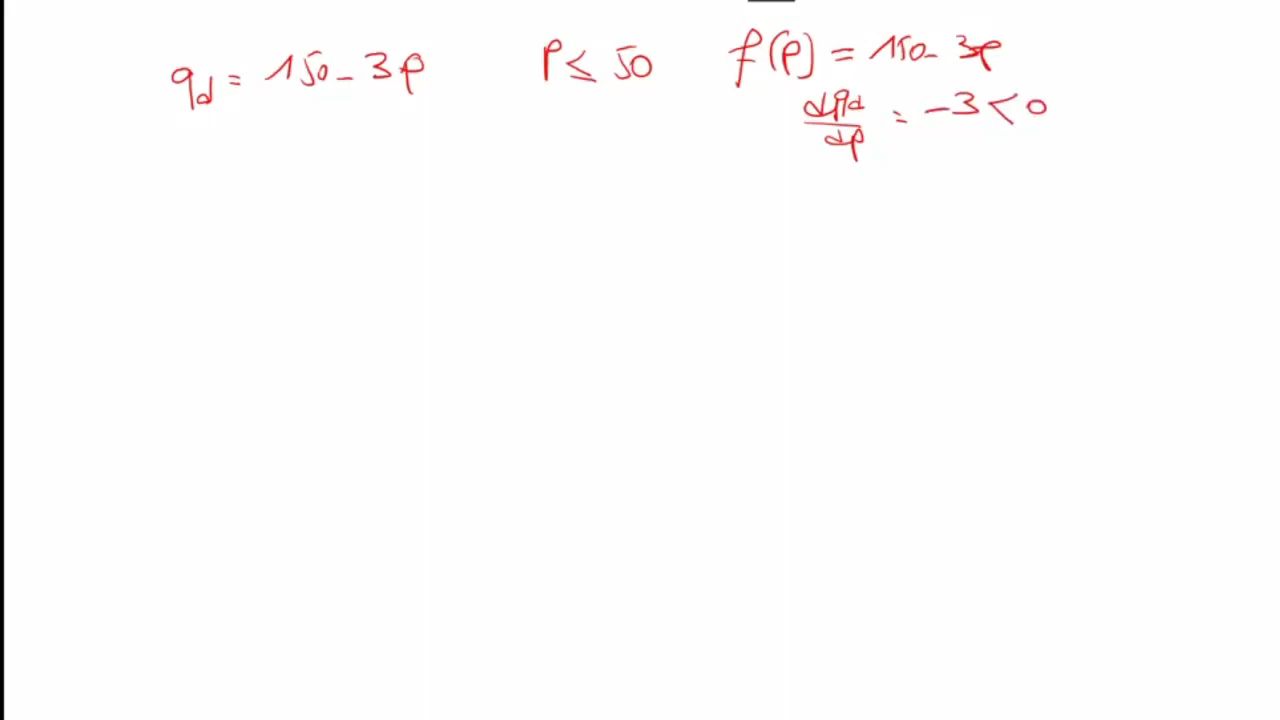 q_d = 150 - 3p    P ≤ 50    f(p) = 150 - 3p
dq_d/dp = -3 < 0